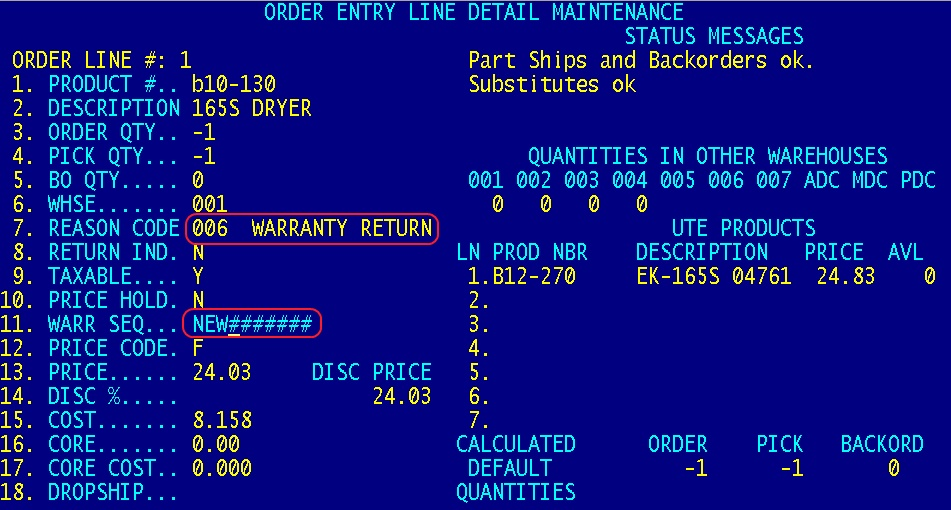 ORDER ENTRY LINE DETAIL MAINTENANCE
STATUS MESSAGES
ORDER LINE #: 1 Part Ships and Backorders ok.
1. PRODUCT #.. b10-130 Substitutes ok
2. DESCRIPTION 165S DRYER
3. ORDER QTY.. -1
4. PICK QTY... -1 QUANTITIES IN OTHER WAREHOUSES
5. BO QTY..... 0 001 002 003 004 005 006 007 ADC MDC PDC
6. WHSE....... 001 0 0 0 0
7. REASON CODE 006 WARRANTY RETURN UTE PRODUCTS
8. RETURN IND. N LN PROD NBR DESCRIPTION PRICE AVL
9. TAXABLE.... Y 1.B12-270 EK-165S 04761 24.83 0
10. PRICE HOLD. N 2.
11. WARR SEQ... NEW####### 3.
12. PRICE CODE. F 4.
13. PRICE...... 24.03 DISC PRICE 5.
14. DISC %..... 24.03 6.
15. COST....... 8.158 7.
16. CORE....... 0.00 CALCULATED ORDER PICK BACKORD
17. CORE COST.. 0.000 DEFAULT -1 -1 0
18. DROPSHIP... QUANTITIES